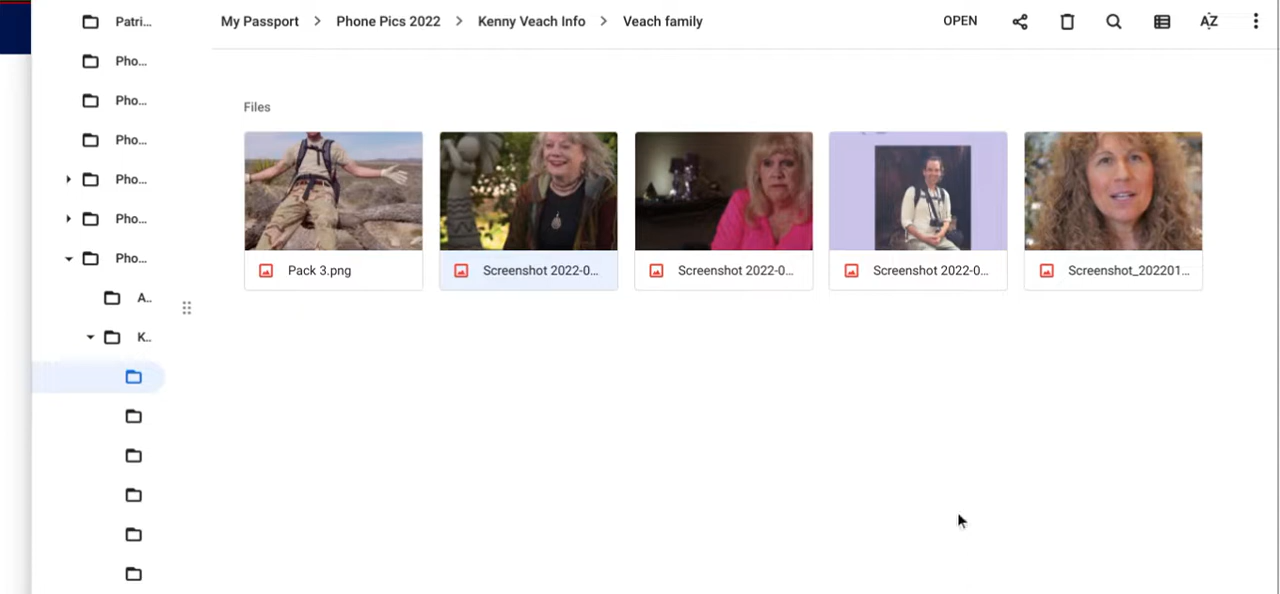 Patri...
Pho...
Pho...
Pho...
Pho...
Pho...
Pho...
A..
K..
My Passport > Phone Pics 2022 > Kenny Veach Info > Veach family
OPEN
AZ
Files
Pack 3.png
Screenshot 2022-0...
Screenshot 2022-0...
Screenshot 2022-0...
Screenshot_202201...